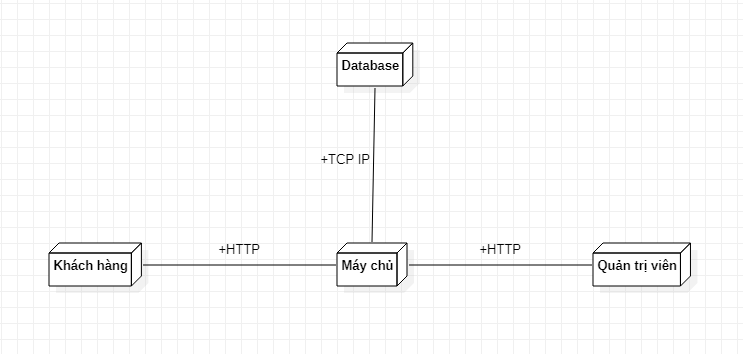 Database
+TCP IP
+HTTP
+HTTP
Khách hàng
Máy chủ
Quản trị viên